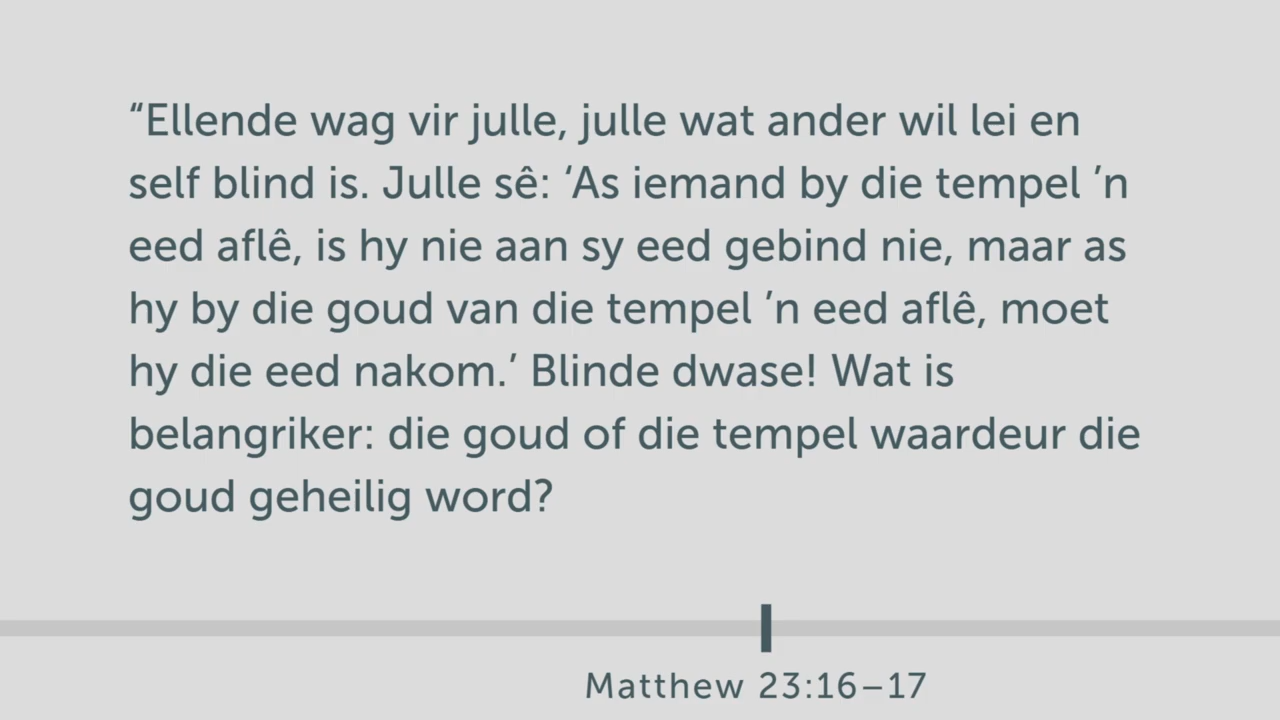 “Ellende wag vir julle, julle wat ander wil lei en
self blind is. Julle sê: ‘As iemand by die tempel ’n
eed aflê, is hy nie aan sy eed gebind nie, maar as
hy by die goud van die tempel ’n eed aflê, moet
hy die eed nakom.’ Blinde dwase! Wat is
belangriker: die goud of die tempel waardeur die
goud geheilig word?
Matthew 23:16–17